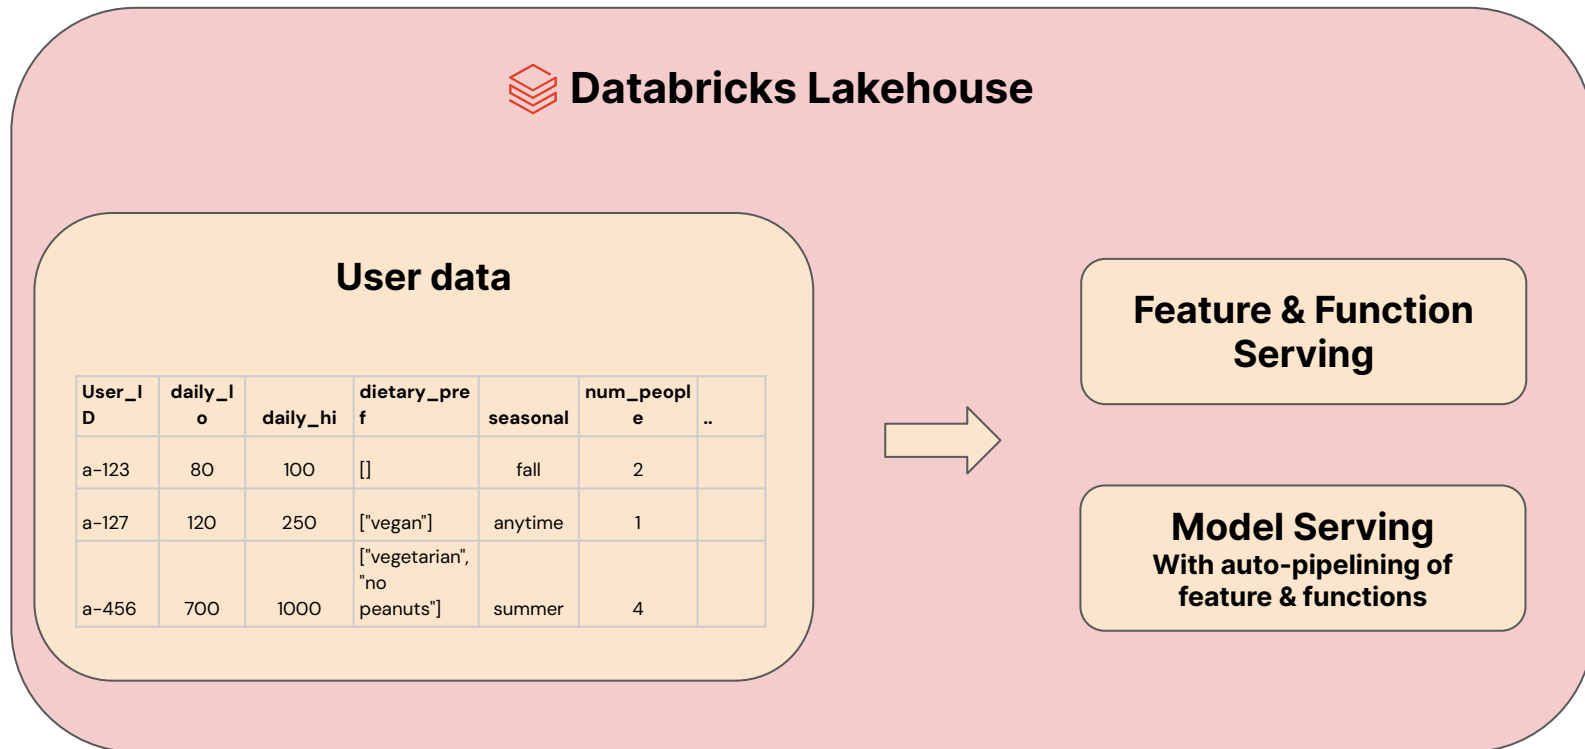 Databricks Lakehouse
User data
User_I
D
daily_l
o
daily_hi
dietary_pre
f
seasonal
num_peopl
e
..
a-123
80
100
[]
fall
2
a-127
120
250
["vegan"]
anytime
1
a-456
700
1000
["vegetarian",
"no
peanuts"]
summer
4
Feature & Function
Serving
Model Serving
With auto-pipelining of
feature & functions